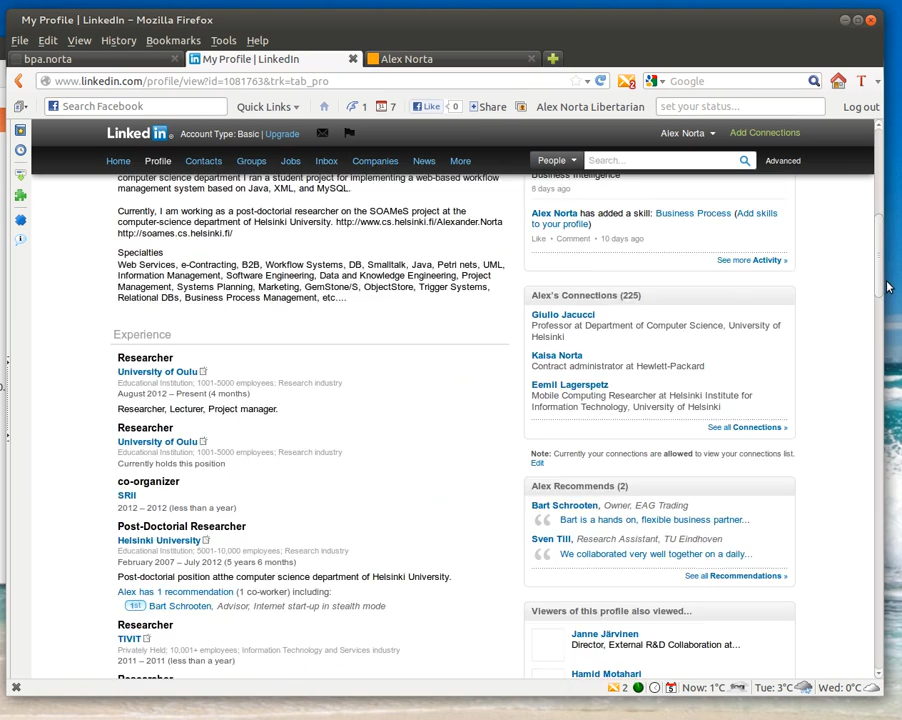 My Profile | LinkedIn - Mozilla Firefox
File Edit View History Bookmarks Tools Help
bpa.norta
My Profile | LinkedIn
Alex Norta
www.linkedin.com/profile/view?id=1081763&trk=tab_pro
Google
Search Facebook
Quick Links
1
7
Like
0
Share
Alex Norta Libertarian
set your status...
Log out
Linked in
Account Type: Basic | Upgrade
Alex Norta
Add Connections
Home Profile Contacts Groups Jobs Inbox Companies News More
People
Search...
Advanced
computer science department I ran a student project for implementing a web-based workflow
management system based on Java, XML, and MySQL.
Currently, I am working as a post-doctorial researcher on the SOAMeS project at the
computer-science department of Helsinki University. http://www.cs.helsinki.fi/Alexander.Norta
http://soames.cs.helsinki.fi/
Specialties
Web Services, e-Contracting, B2B, Workflow Systems, DB, Smalltalk, Java, Petri nets, UML,
Information Management, Software Engineering, Data and Knowledge Engineering, Project
Management, Systems Planning, Marketing, GemStone/S, ObjectStore, Trigger Systems,
Relational DBs, Business Process Management, etc....
Experience
Researcher
University of Oulu
Educational Institution; 1001-5000 employees; Research industry
August 2012 – Present (4 months)
Researcher, Lecturer, Project manager.
Researcher
University of Oulu
Educational Institution; 1001-5000 employees; Research industry
Currently holds this position
co-organizer
SRII
2012 – 2012 (less than a year)
Post-Doctorial Researcher
Helsinki University
Educational Institution; 5001-10,000 employees; Research industry
February 2007 – July 2012 (5 years 6 months)
Post-doctorial position atthe computer science department of Helsinki University.
Alex has 1 recommendation (1 co-worker) including:
1st Bart Schrooten, Advisor, Internet start-up in stealth mode
Researcher
TIVIT
Privately Held; 10,001+ employees; Information Technology and Services industry
2011 – 2011 (less than a year)
Researcher
Business Intelligence
8 days ago
Alex Norta has added a skill: Business Process (Add skills
to your profile)
Like • Comment • 10 days ago
See more Activity »
Alex's Connections (225)
Giulio Jacucci
Professor at Department of Computer Science, University of
Helsinki
Kaisa Norta
Contract administrator at Hewlett-Packard
Eemil Lagerspetz
Mobile Computing Researcher at Helsinki Institute for
Information Technology, University of Helsinki
See all Connections »
Note: Currently your connections are allowed to view your connections list.
Edit
Alex Recommends (2)
Bart Schrooten, Owner, EAG Trading
Bart is a hands on, flexible business partner...
Sven Till, Research Assistant, TU Eindhoven
We collaborated very well together on a daily...
See all Recommendations »
Viewers of this profile also viewed...
Janne Järvinen
Director, External R&D Collaboration at...
Hamid Motahari
2
Now: 1°C
Tue: 3°C
Wed: 0°C